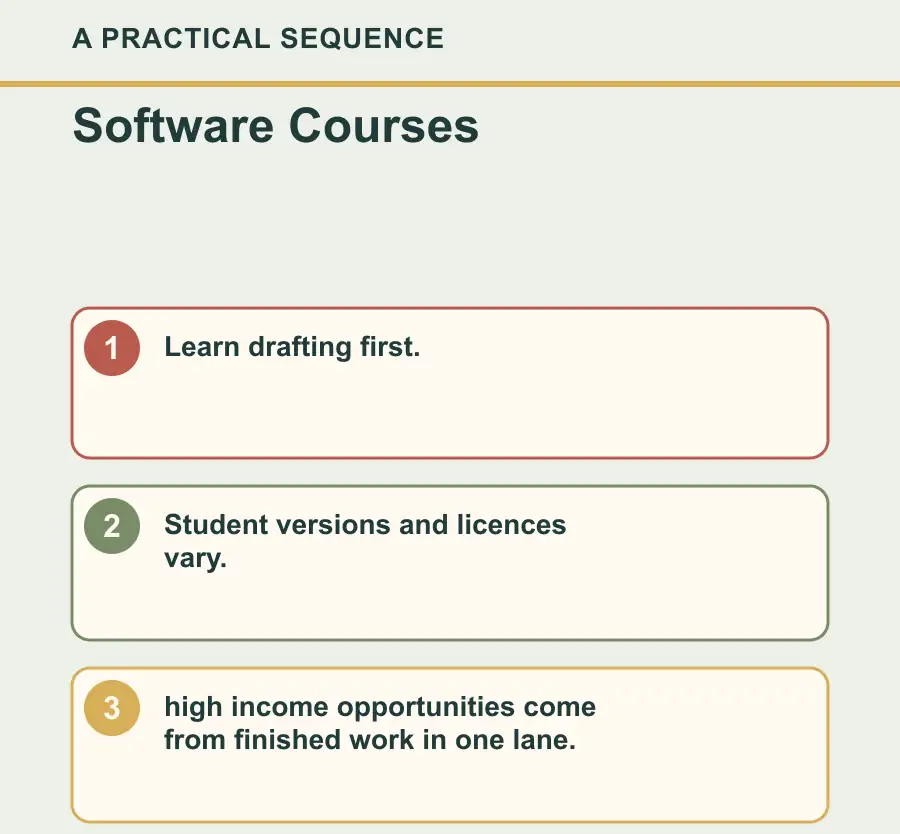 A PRACTICAL SEQUENCE
Software Courses
1
Learn drafting first.
2
Student versions and licences
vary.
3
high income opportunities come
from finished work in one lane.